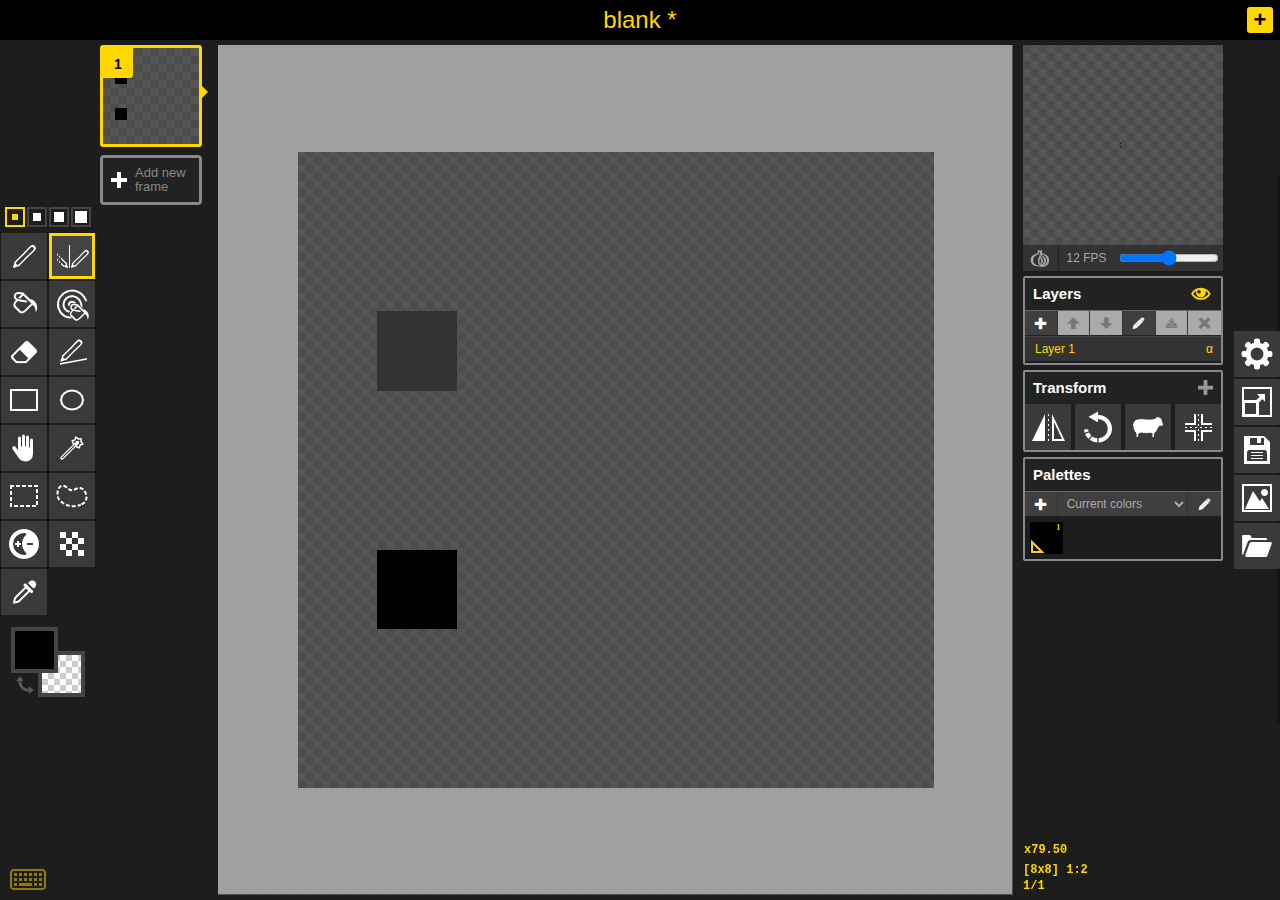 blank *
1
Add new
frame
12 FPS
Layers
Layer 1
α
Transform
Palettes
Current colors
1
x79.50
[8x8] 1:2
1/1